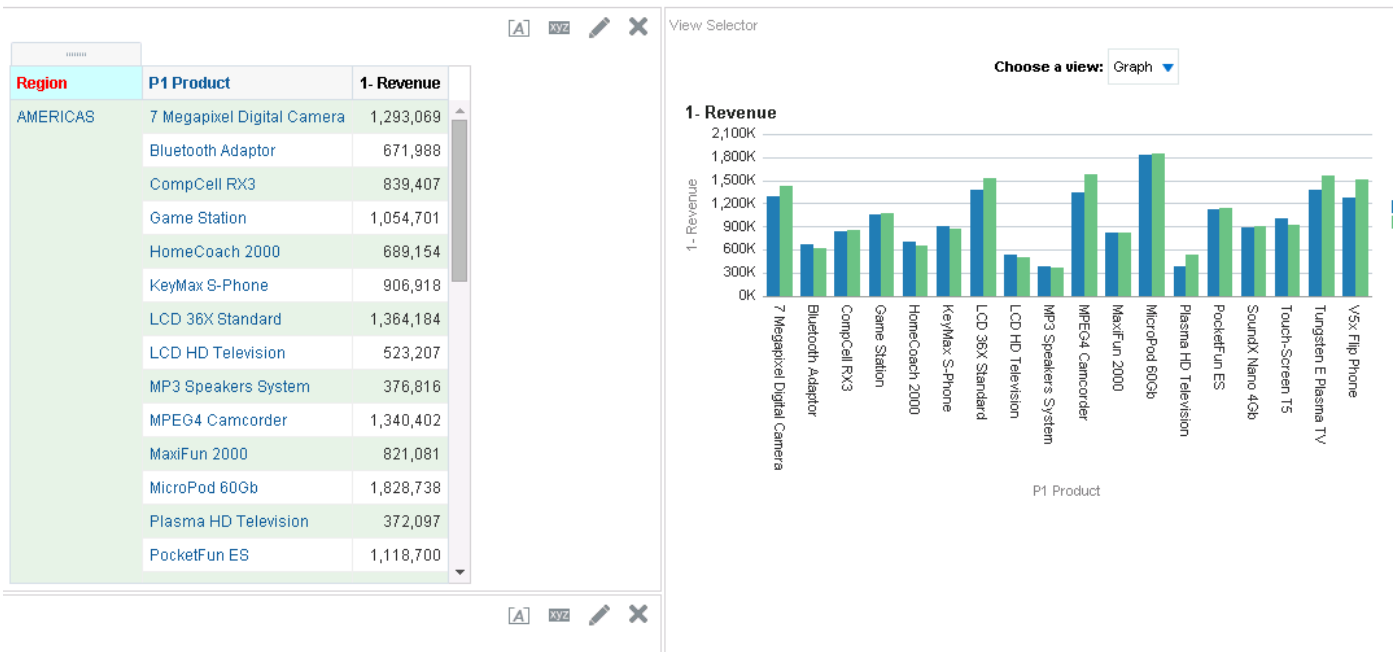 [A] xyz
Region P1 Product 1- Revenue
AMERICAS 7 Megapixel Digital Camera 1,293,069
Bluetooth Adaptor 671,988
CompCell RX3 839,407
Game Station 1,054,701
HomeCoach 2000 689,154
KeyMax S-Phone 906,918
LCD 36X Standard 1,364,184
LCD HD Television 523,207
MP3 Speakers System 376,816
MPEG4 Camcorder 1,340,402
MaxiFun 2000 821,081
MicroPod 60Gb 1,828,738
Plasma HD Television 372,097
PocketFun ES 1,118,700
[A] xyz
View Selector
Choose a view: Graph
1- Revenue
2,100K
1,800K
1,500K
1,200K
900K
600K
300K
0K
1- Revenue
7 Megapixel Digital Camera
Bluetooth Adaptor
CompCell RX3
Game Station
HomeCoach 2000
KeyMax S-Phone
LCD 36X Standard
LCD HD Television
MP3 Speakers System
MPEG4 Camcorder
MaxiFun 2000
MicroPod 60Gb
Plasma HD Television
PocketFun ES
SoundX Nano 4Gb
Touch-Screen T5
Tungsten E Plasma TV
V5x Flip Phone
P1 Product